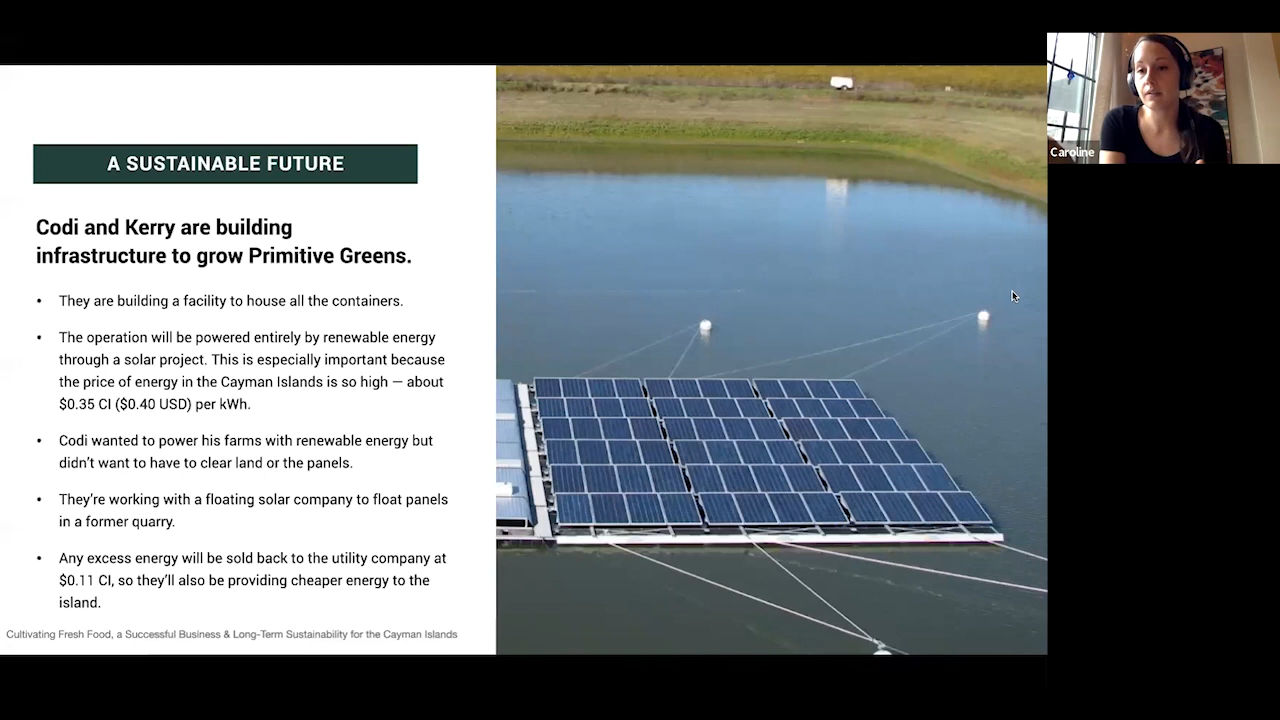 A SUSTAINABLE FUTURE
Codi and Kerry are building
infrastructure to grow Primitive Greens.
• They are building a facility to house all the containers.
• The operation will be powered entirely by renewable energy
through a solar project. This is especially important because
the price of energy in the Cayman Islands is so high — about
$0.35 CI ($0.40 USD) per kWh.
• Codi wanted to power his farms with renewable energy but
didn't want to have to clear land or the panels.
• They're working with a floating solar company to float panels
in a former quarry.
• Any excess energy will be sold back to the utility company at
$0.11 CI, so they'll also be providing cheaper energy to the
island.
Cultivating Fresh Food, a Successful Business & Long-Term Sustainability for the Cayman Islands
Caroline